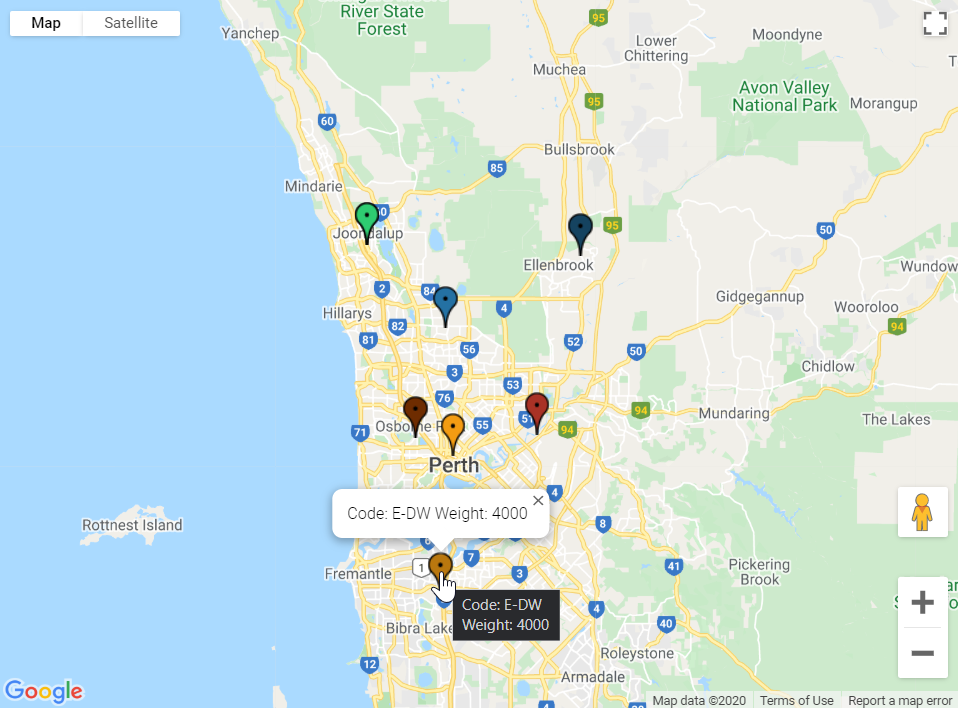 Map
Satellite
River State
Forest
Yanchep
95
Moondyne
Lower
Chittering
Muchea
Avon Valley
National Park
Morangup
95
60
Bullsbrook
85
Mindarie
60
Joondalup
95
50
Ellenbrook
Wundow
2
84
Gidgegannup
Hillarys
4
Wooroloo
82
94
81
52
56
50
3
Chidlow
53
76
94
Mundaring
The Lakes
51
Osborne P
55
94
71
Perth
4
Code: E-DW Weight: 4000
Rottnest Island
8
6
7
Pickering
Brook
Fremantle
1
3
41
Code: E-DW
Weight: 4000
4
Bibra Lake
40
Roleystone
12
Armadale
Google
Map data ©2020
Terms of Use
Report a map error